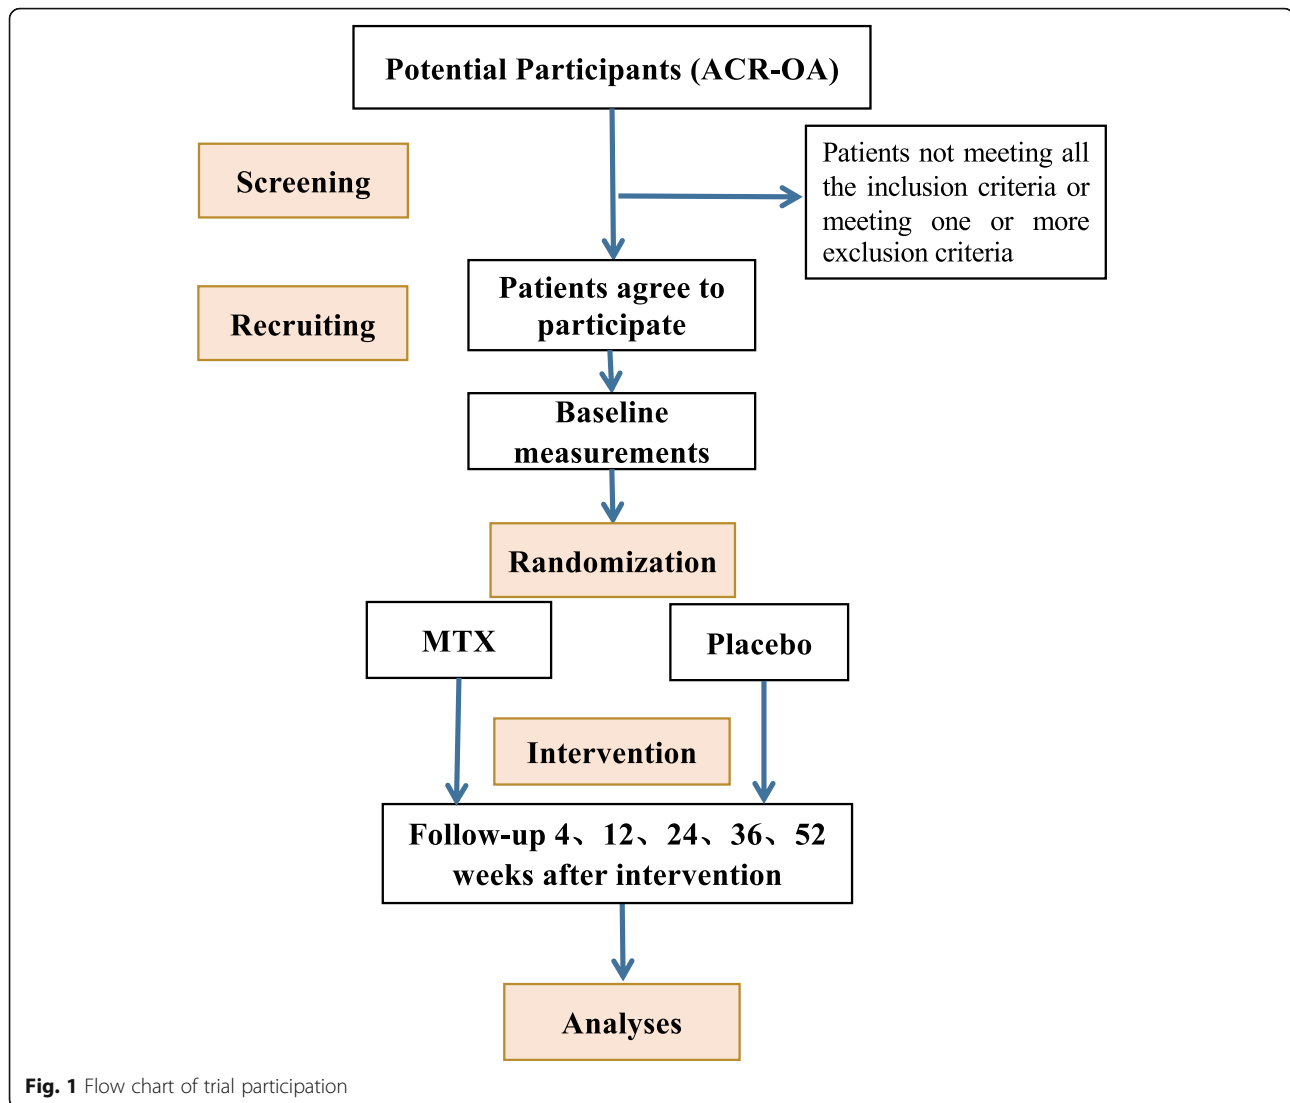 Potential Participants (ACR-OA)
Screening
Patients not meeting all
the inclusion criteria or
meeting one or more
exclusion criteria
Recruiting
Patients agree to
participate
Baseline
measurements
Randomization
MTX
Placebo
Intervention
Follow-up 4、12、24、36、52
weeks after intervention
Analyses
Fig. 1 Flow chart of trial participation